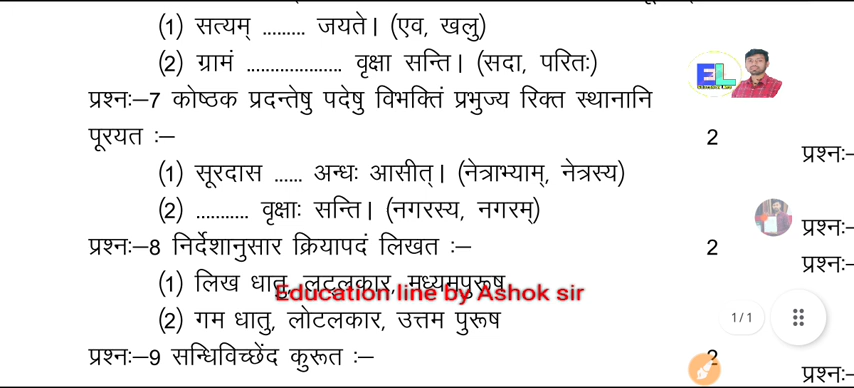 (1) सत्यम् ......... जयते। (एव, खलु)
(2) ग्रामं .................... वृक्षा सन्ति। (सदा, परितः)
EL
प्रश्नः—7 कोष्ठक प्रदन्तेषु पदेषु विभक्तिं प्रभुज्य रिक्त स्थानानि
पूरयत :— 2
प्रश्नः-
(1) सूरदास ...... अन्धः आसीत्। (नेत्राभ्याम्, नेत्रस्य)
(2) ........... वृक्षाः सन्ति। (नगरस्य, नगरम्)
प्रश्नः-
प्रश्नः—8 निर्देशानुसार क्रियापदं लिखत :— 2
प्रश्नः-
(1) लिख धातु, लट्लकार, मध्यमपुरूष
Education line by Ashok sir
(2) गम धातु, लोटलकार, उत्तम पुरूष
1/1
प्रश्नः—9 सन्धिविच्छेंद कुरूत :— 2
प्रश्नः-